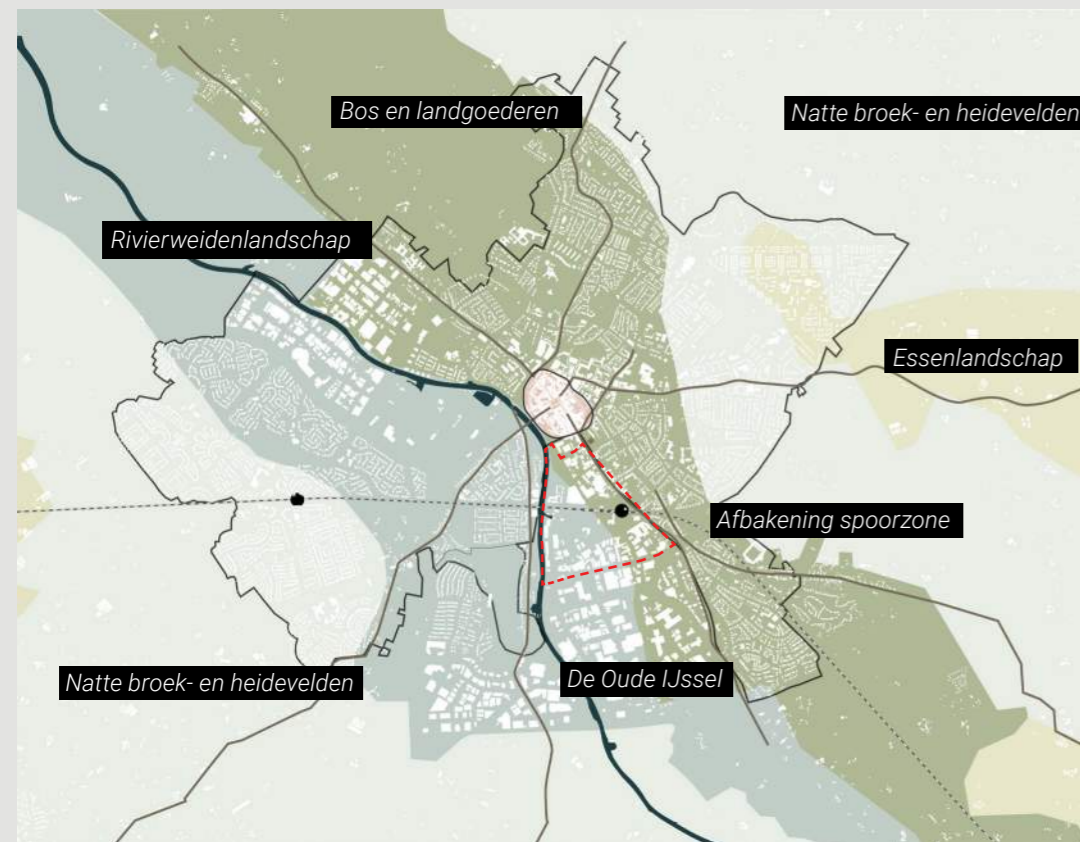 Bos en landgoederen
Natte broek- en heidevelden
Rivierweidenlandschap
Essenlandschap
Afbakening spoorzone
Natte broek- en heidevelden
De Oude IJssel